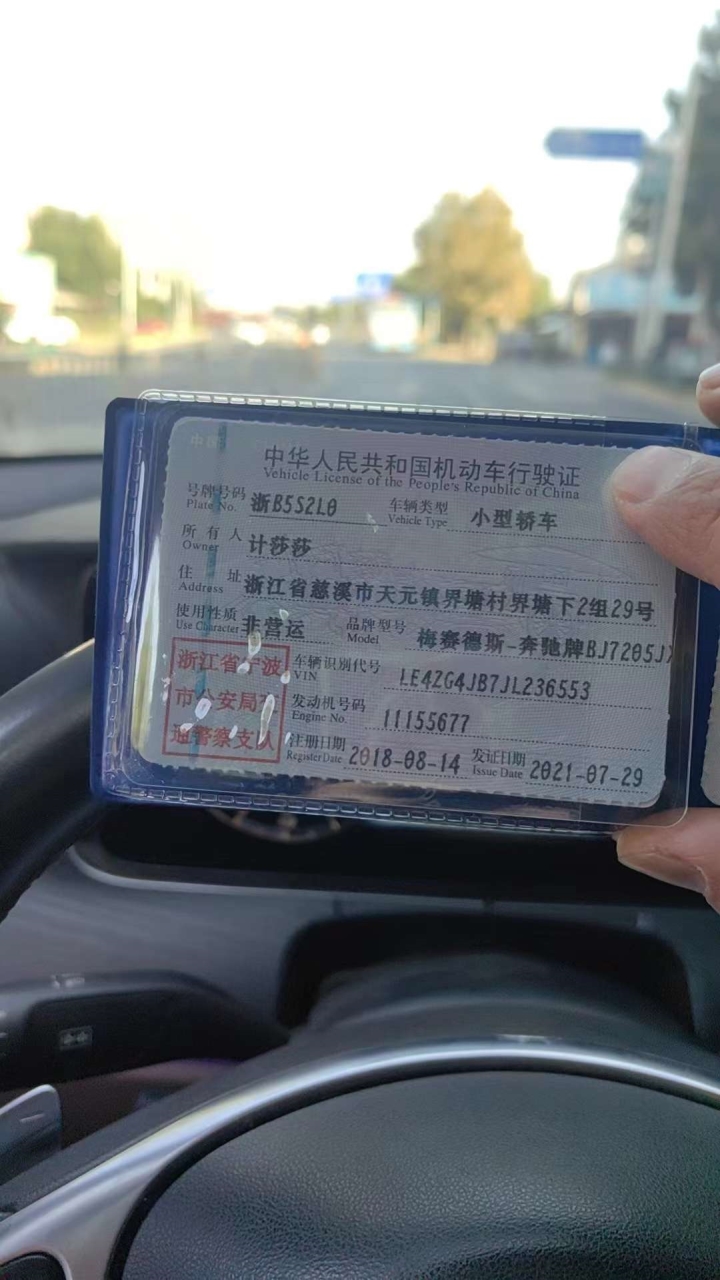 中华人民共和国机动车行驶证
Vehicle License of the People's Republic of China
号牌号码 浙B5S2L0 车辆类型 小型轿车
Plate No. Vehicle Type
所有人 计莎莎
Owner
住址 浙江省慈溪市天元镇界塘村界塘下2组29号
Address
使用性质 非营运 品牌型号 梅赛德斯-奔驰牌BJ7205J
Use Character Model
浙江省宁波
市公安局交
通警察支队
车辆识别代号 LE4ZG4JB7JL236553
VIN
发动机号码 11155677
Engine No.
注册日期 2018-08-14 发证日期 2021-07-29
Register Date Issue Date